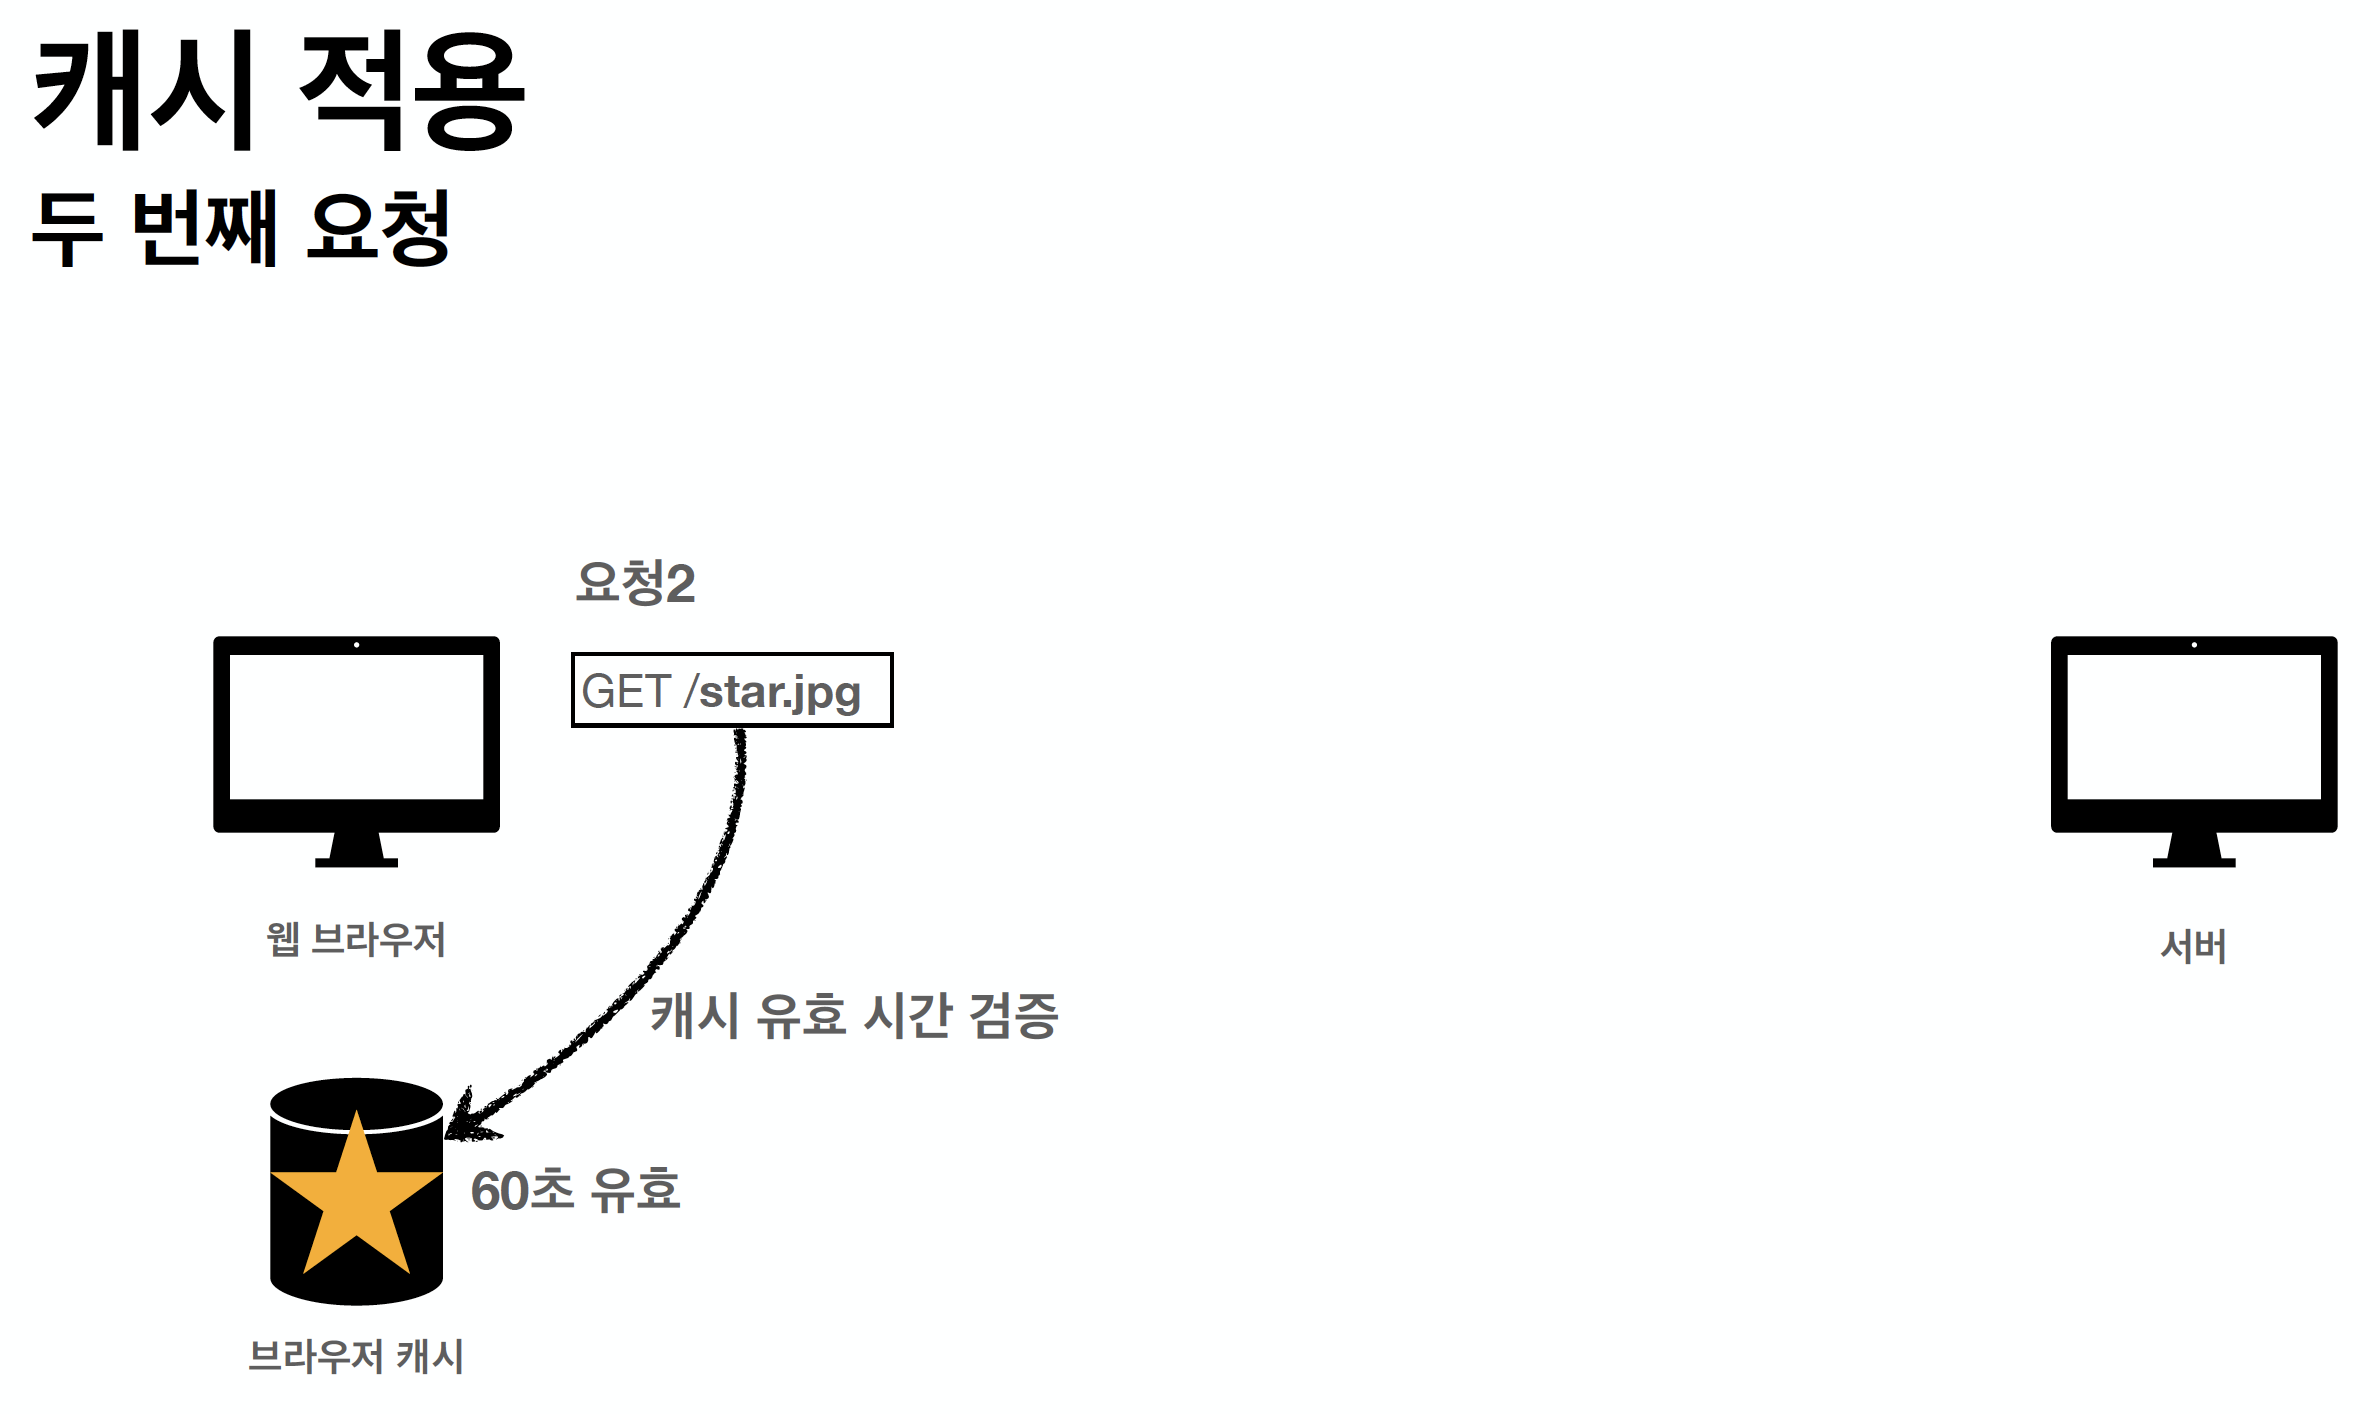 캐시 적용
두 번째 요청
요청2
GET /star.jpg
웹 브라우저
서버
캐시 유효 시간 검증
60초 유효
브라우저 캐시